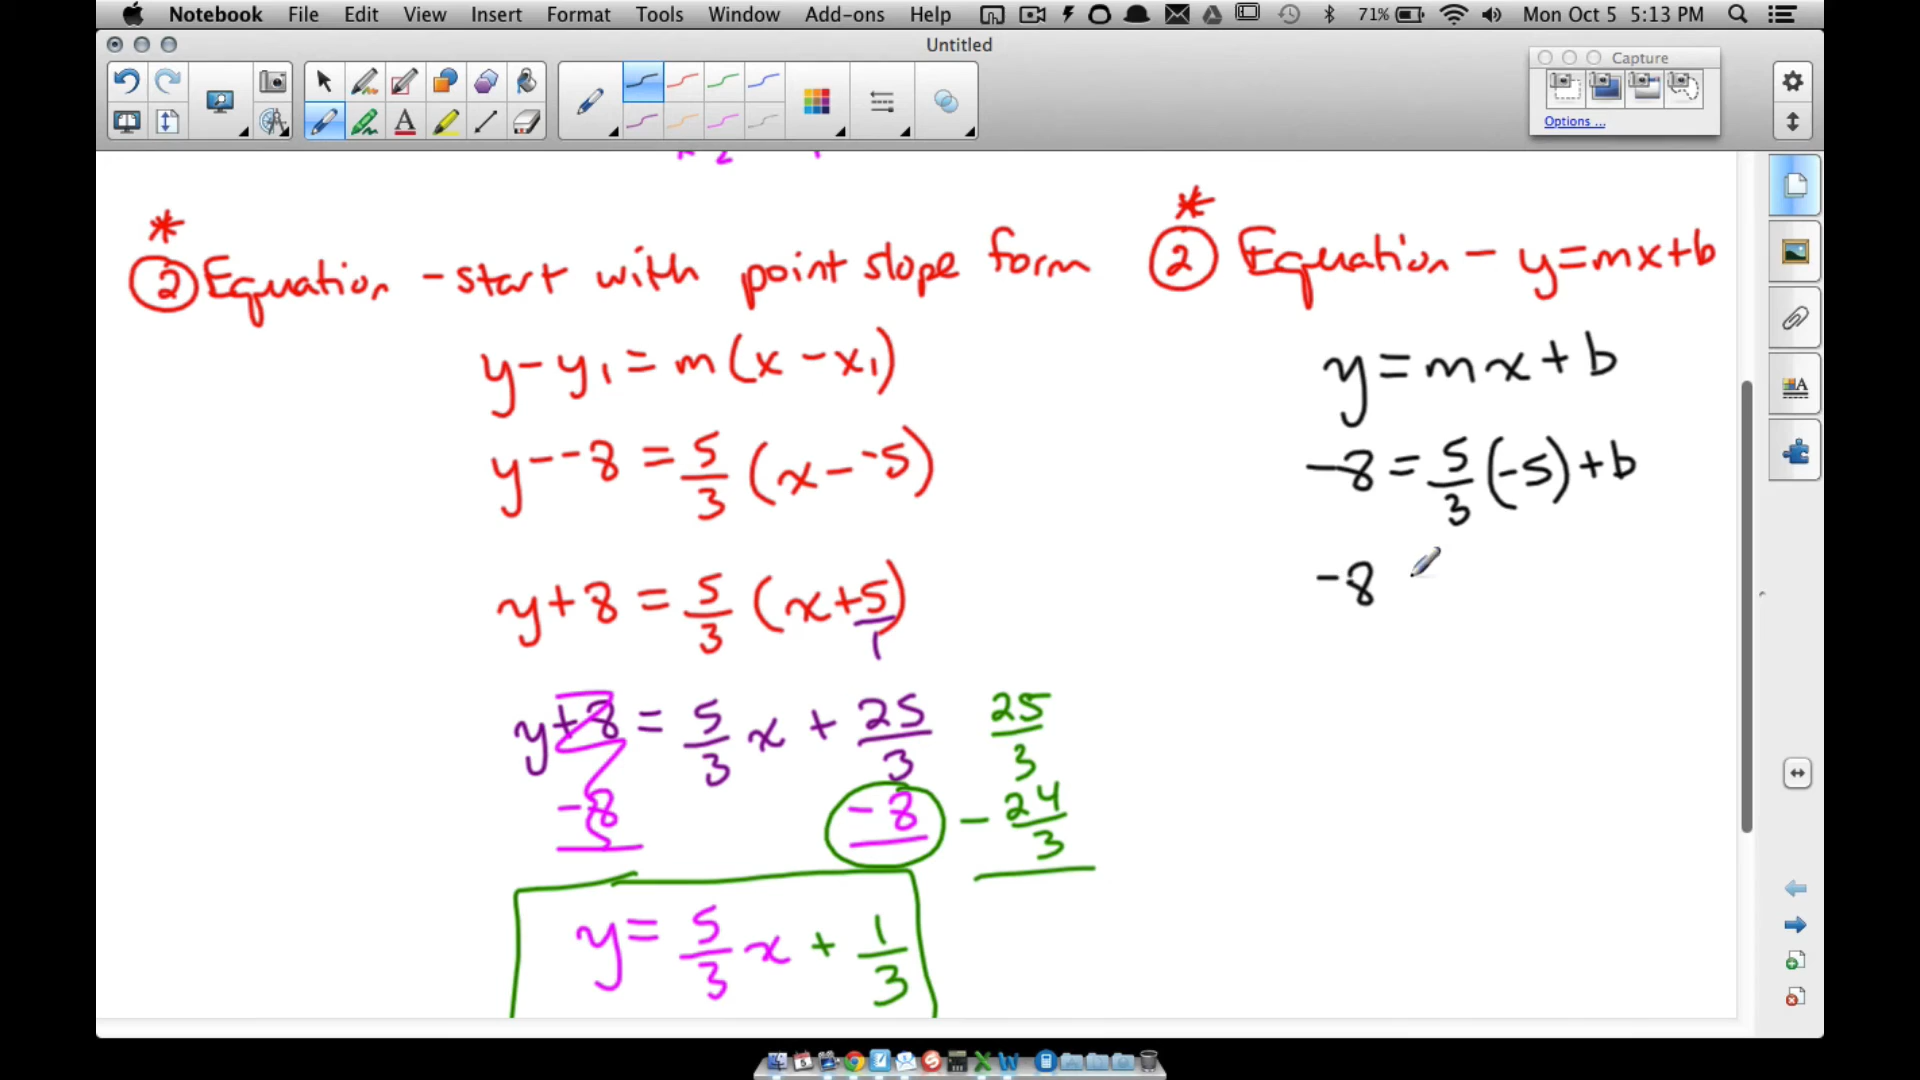 Notebook File Edit View Insert Format Tools Window Add-ons Help 71% Mon Oct 5 5:13 PM
Untitled
Capture
Options ...
*
② Equation - start with point slope form
y - y₁ = m(x - x₁)
y - -8 = 5/3 (x - -5)
y + 8 = 5/3 (x + 5/1)
y + 8 = 5/3 x + 25/3
-8 -8
25/3
- 24/3
y = 5/3 x + 1/3
*
② Equation - y = mx + b
y = mx + b
-8 = 5/3 (-5) + b
-8